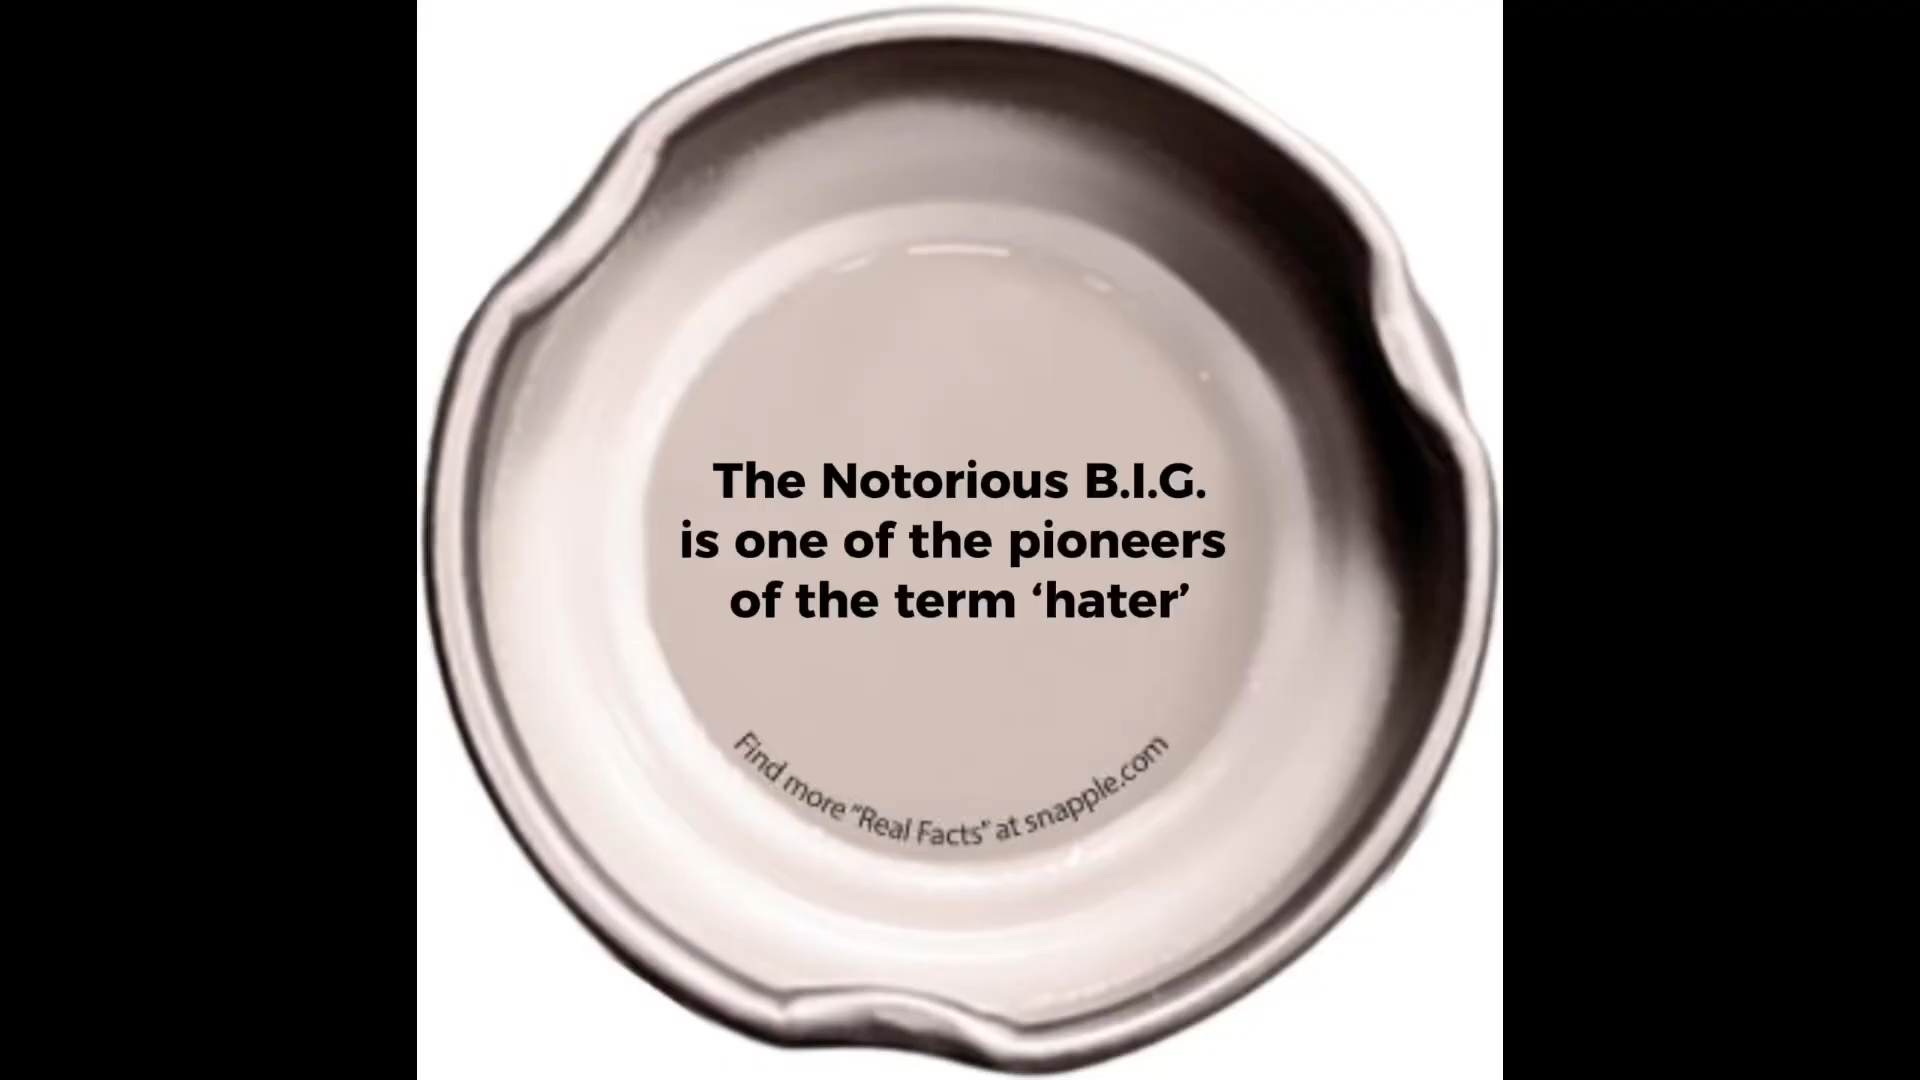 The Notorious B.I.G.
is one of the pioneers
of the term ‘hater’
Find more "Real Facts" at snapple.com